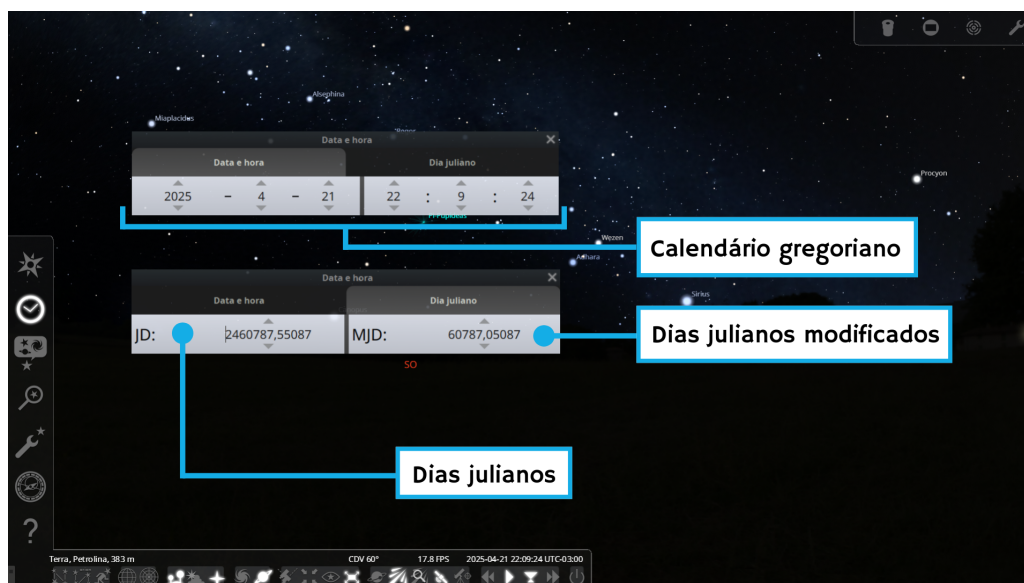 Alsephina
Miaplacidus
Data e hora
Data e hora
Dia juliano
2025 – 4 – 21
22 : 9 : 24
Procyon
Wezen
Adhara
Calendário gregoriano
Data e hora
Data e hora
Dia juliano
Sirius
JD: 2460787,55087
MJD: 60787,05087
Dias julianos modificados
SO
Dias julianos
Terra, Petrolina, 383 m
CDV 60°
17.8 FPS
2025-04-21 22:09:24 UTC-03:00